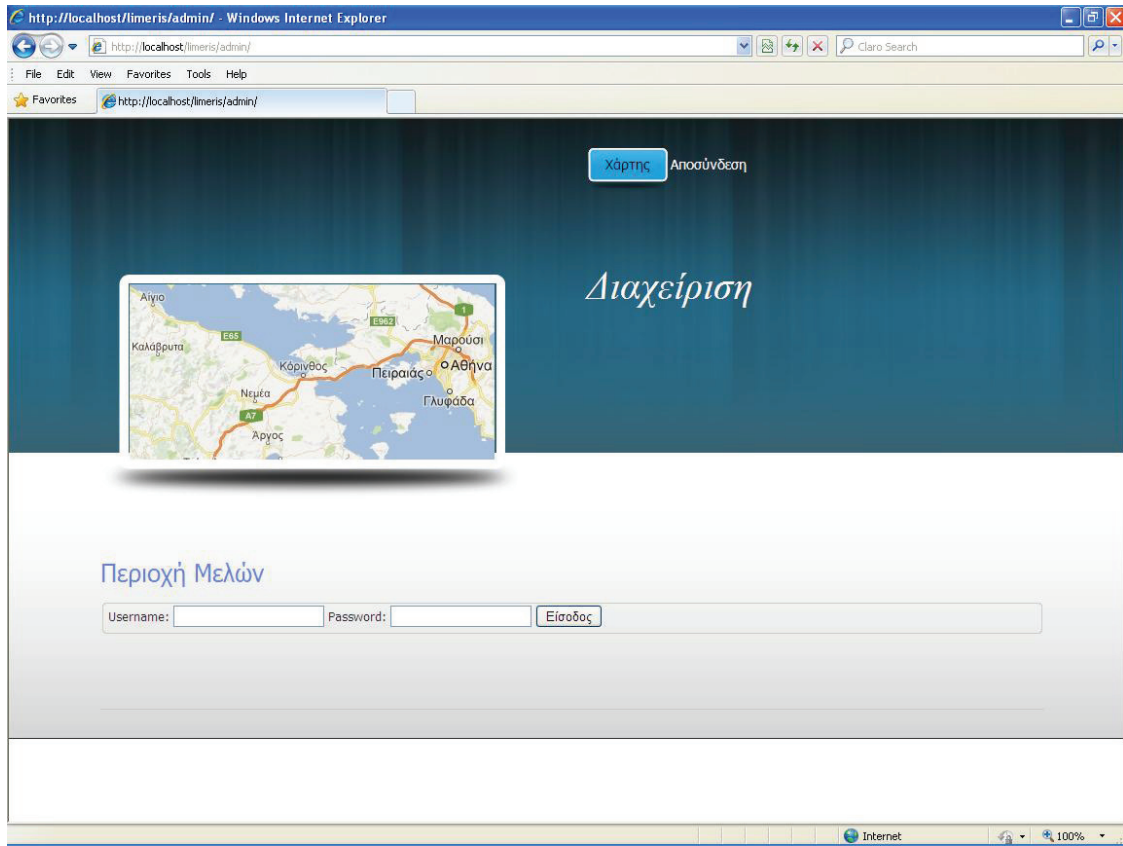 http://localhost/limeris/admin/ - Windows Internet Explorer
http://localhost/limeris/admin/
Claro Search
File Edit View Favorites Tools Help
Favorites
http://localhost/limeris/admin/
Χάρτης Αποσύνδεση
Διαχείριση
Αίγιο
E962
1
E65
Μαρούσι
Καλάβρυτα
Κόρινθος
Πειραιάς
Αθήνα
Νεμέα
Γλυφάδα
A7
Άργος
Περιοχή Μελών
Username: Password: Είσοδος
Internet 100%